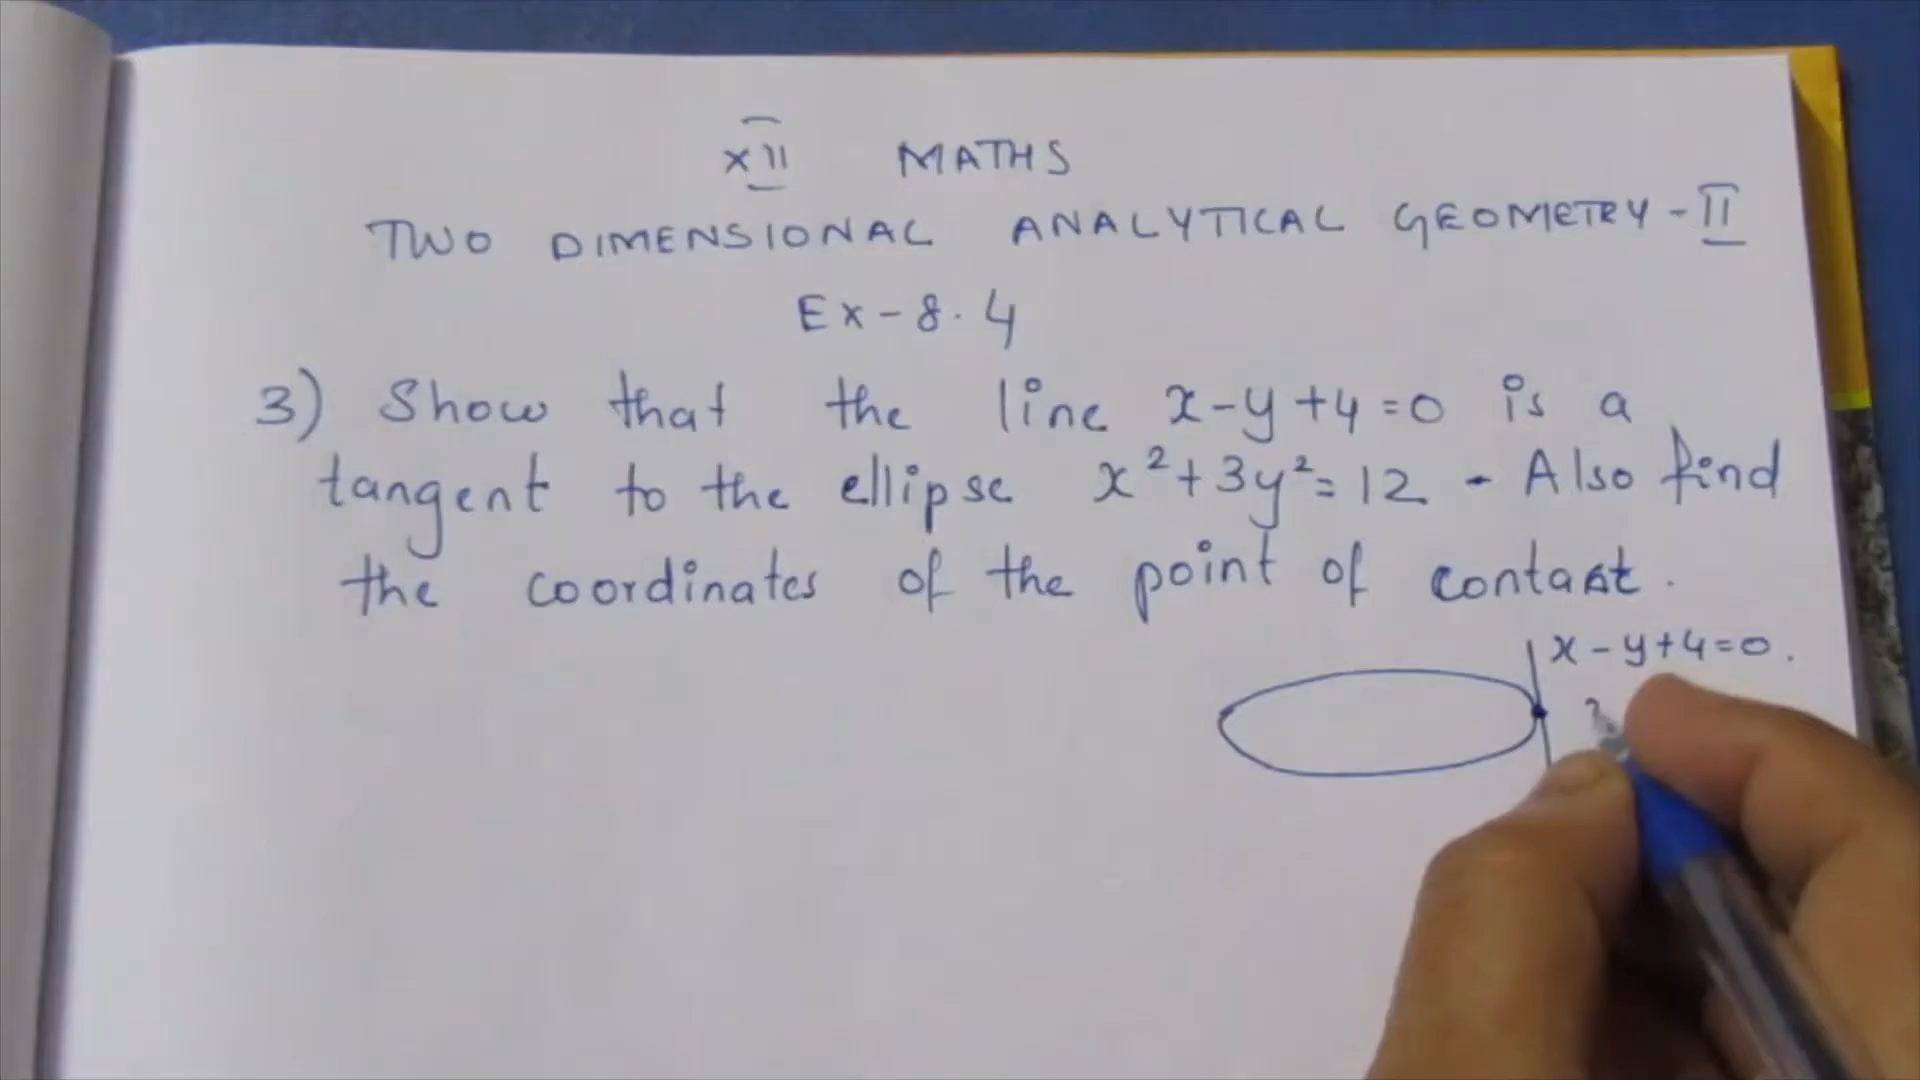 XII MATHS
TWO DIMENSIONAL ANALYTICAL GEOMETRY - II
Ex - 8.4
3) Show that the line x-y+4=0 is a
tangent to the ellipse x²+3y²=12 - Also find
the coordinates of the point of contact.
x-y+4=0.
?